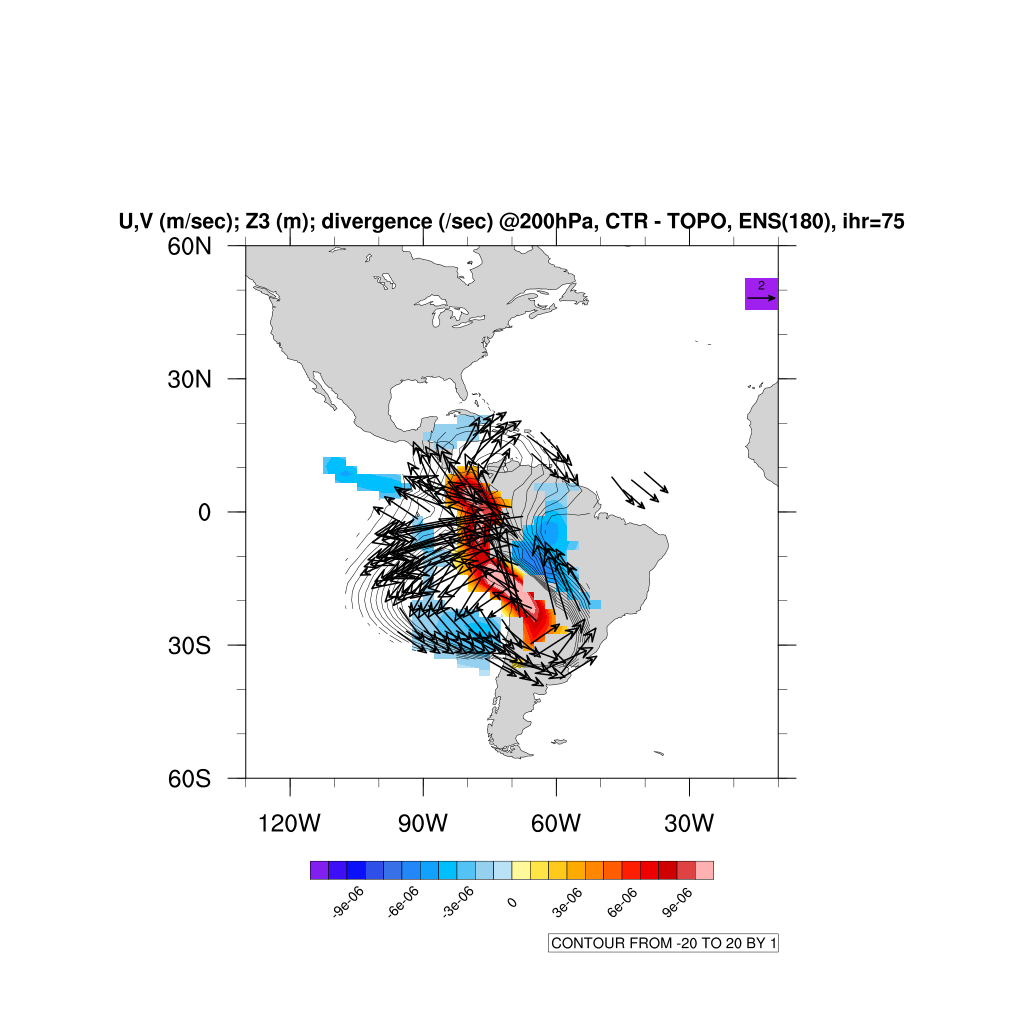 U,V (m/sec); Z3 (m); divergence (/sec) @200hPa, CTR - TOPO, ENS(180), ihr=75
60N
2
30N
0
30S
60S
120W 90W 60W 30W
-9e-06 -6e-06 -3e-06 0 3e-06 6e-06 9e-06
CONTOUR FROM -20 TO 20 BY 1